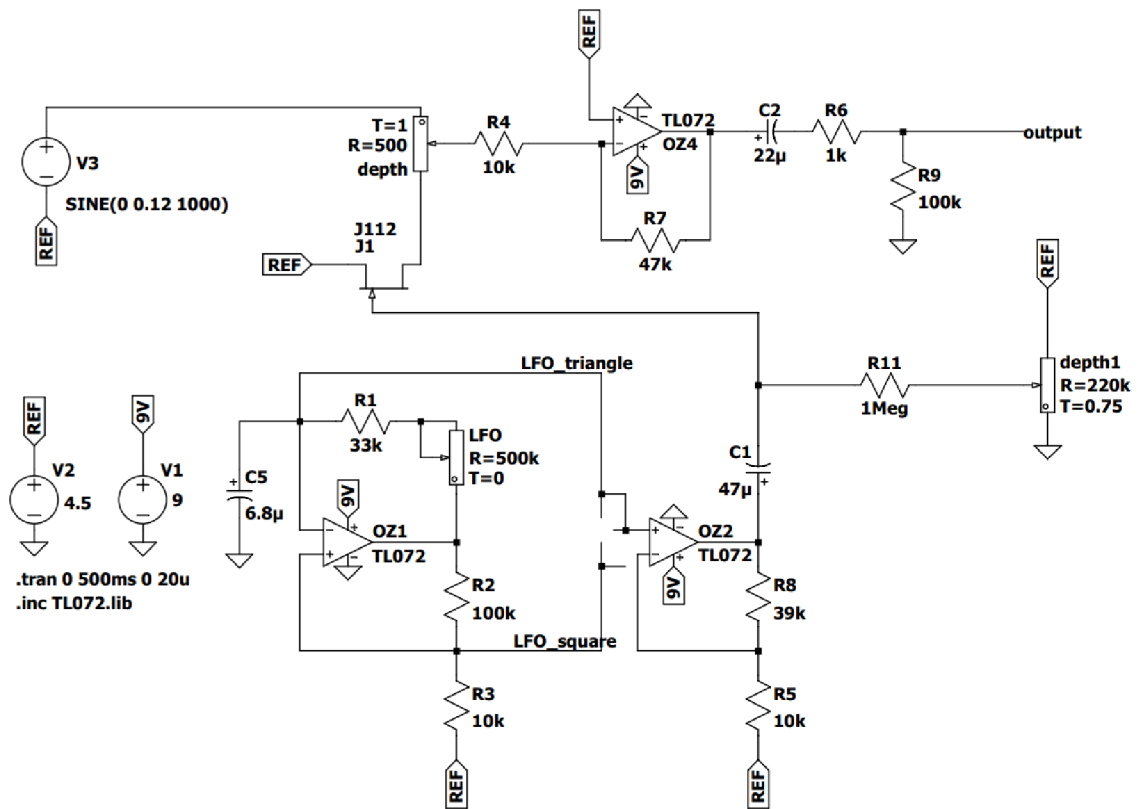 REF
V3
SINE(0 0.12 1000)
REF
T=1
R=500
depth
R4
10k
+
−
9V
TL072
OZ4
R7
47k
C2
+
22µ
R6
1k
R9
100k
output
J112
J1
REF
REF
depth1
R=220k
T=0.75
R11
1Meg
LFO_triangle
R1
33k
LFO
R=500k
T=0
C5
+
6.8µ
9V
OZ1
TL072
R2
100k
LFO_square
R3
10k
REF
C1
+
47µ
OZ2
TL072
9V
R8
39k
R5
10k
REF
REF
V2
4.5
9V
V1
9
.tran 0 500ms 0 20u
.inc TL072.lib